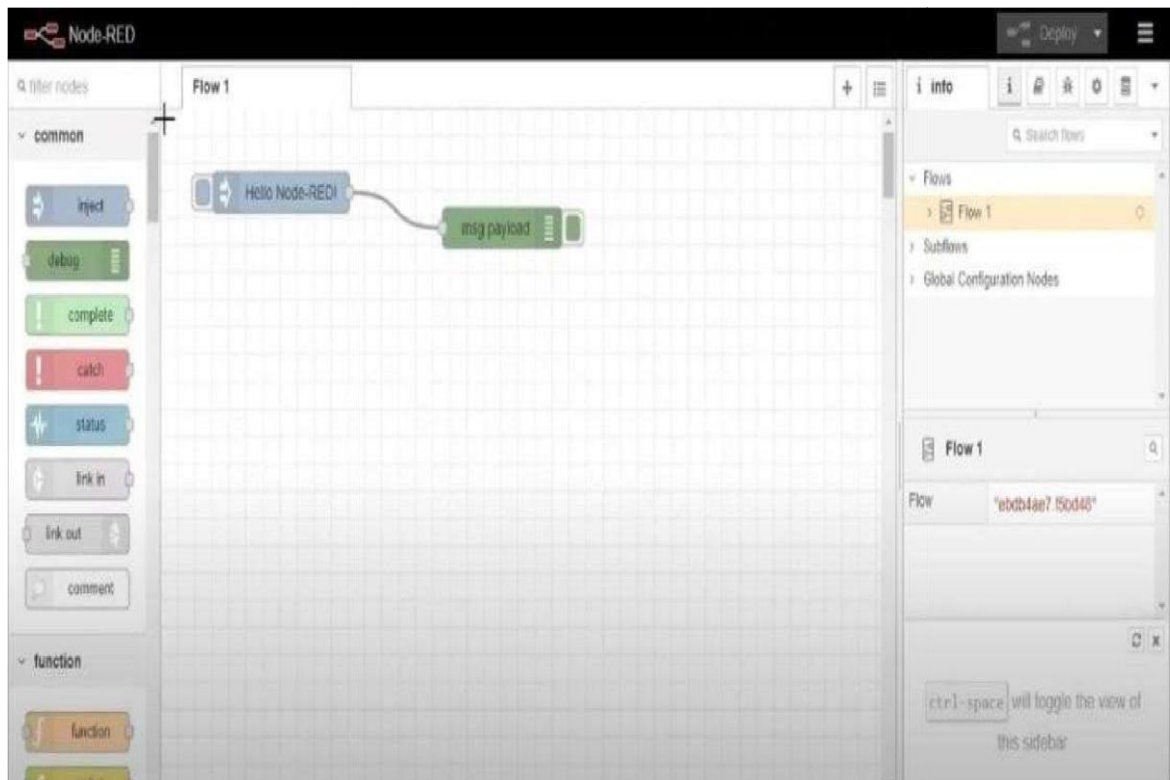 Node-RED
Deploy
filter nodes
Flow 1
i info
common
Search flows
inject
Hello Node-RED!
Flows
Flow 1
msg.payload
debug
Subflows
Global Configuration Nodes
complete
catch
status
Flow 1
link in
Flow
"ebdb4ae7.f5bd48"
link out
comment
function
ctrl-space will toggle the view of
this sidebar
function